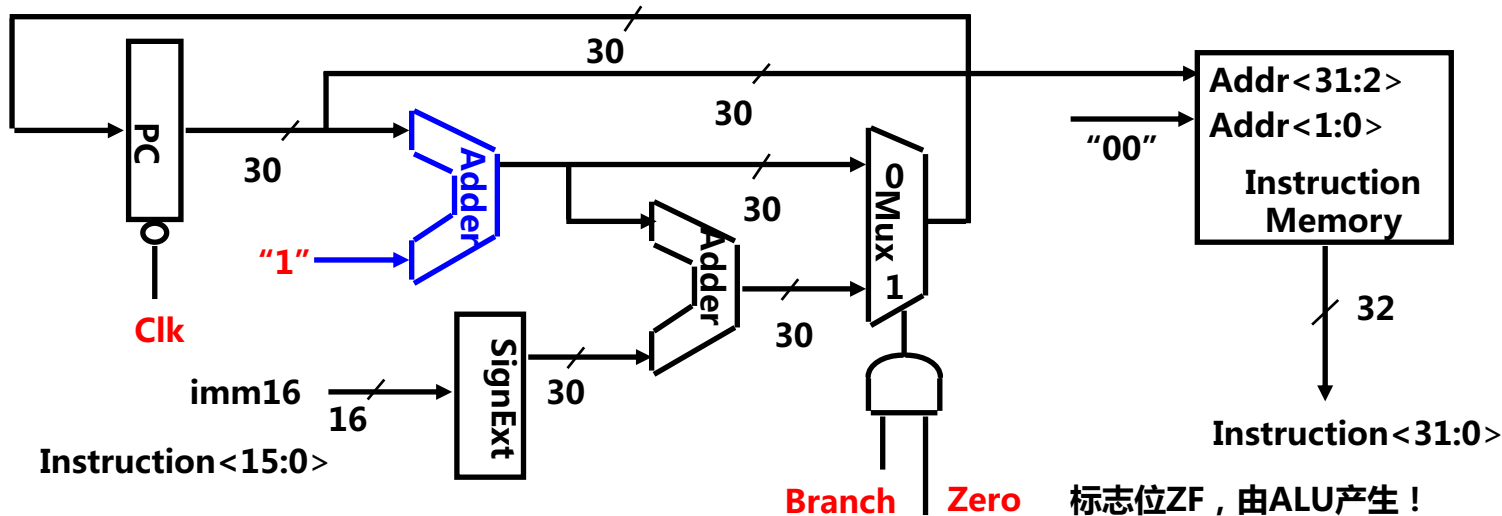 30
30
PC
30
Adder
"1"
Clk
30
Adder
30
0
Mux
1
imm16
16
SignExt
30
Instruction<15:0>
Branch
Zero
标志位ZF，由ALU产生！
Addr<31:2>
"00"
Addr<1:0>
Instruction
Memory
32
Instruction<31:0>